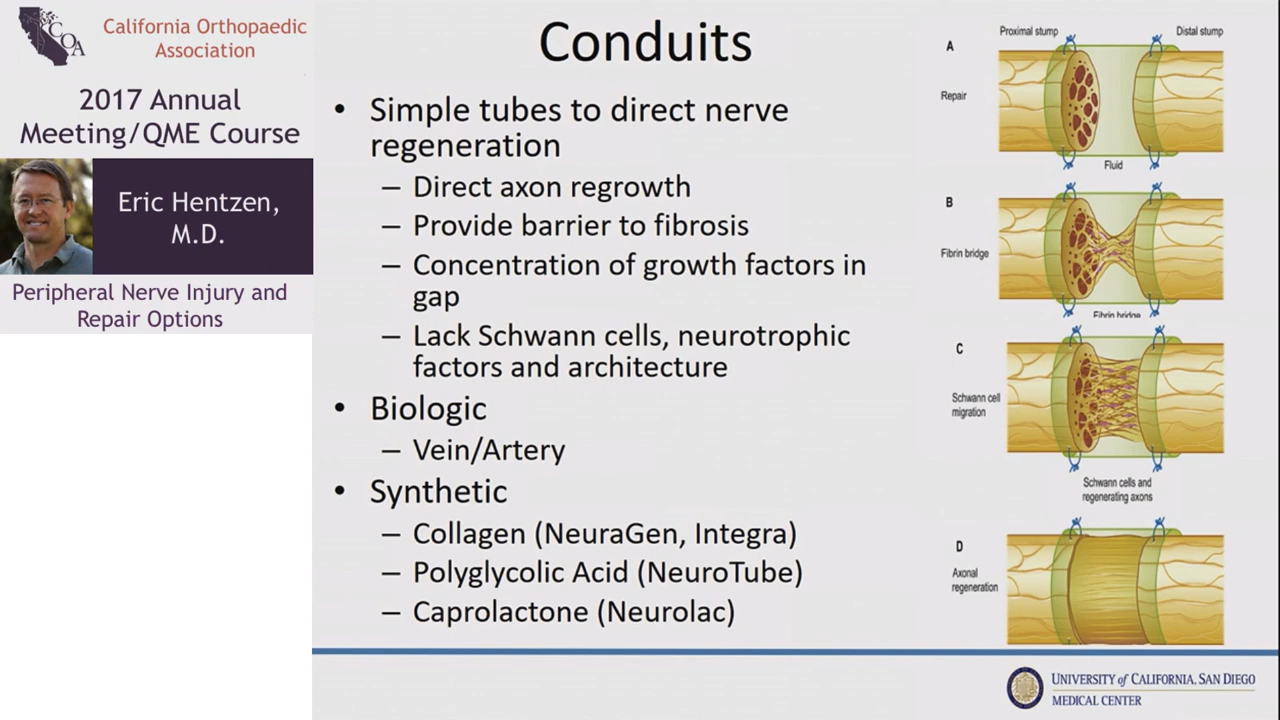 COA
California Orthopaedic
Association
2017 Annual
Meeting/QME Course
Eric Hentzen,
M.D.
Peripheral Nerve Injury and
Repair Options
Conduits
• Simple tubes to direct nerve
regeneration
– Direct axon regrowth
– Provide barrier to fibrosis
– Concentration of growth factors in
gap
– Lack Schwann cells, neurotrophic
factors and architecture
• Biologic
– Vein/Artery
• Synthetic
– Collagen (NeuraGen, Integra)
– Polyglycolic Acid (NeuroTube)
– Caprolactone (Neurolac)
Proximal stump
Distal stump
A
Repair
Fluid
B
Fibrin bridge
Fibrin bridge
C
Schwann cell
migration
Schwann cells and
regenerating axons
D
Axonal
regeneration
UNIVERSITY of CALIFORNIA, SAN DIEGO
MEDICAL CENTER